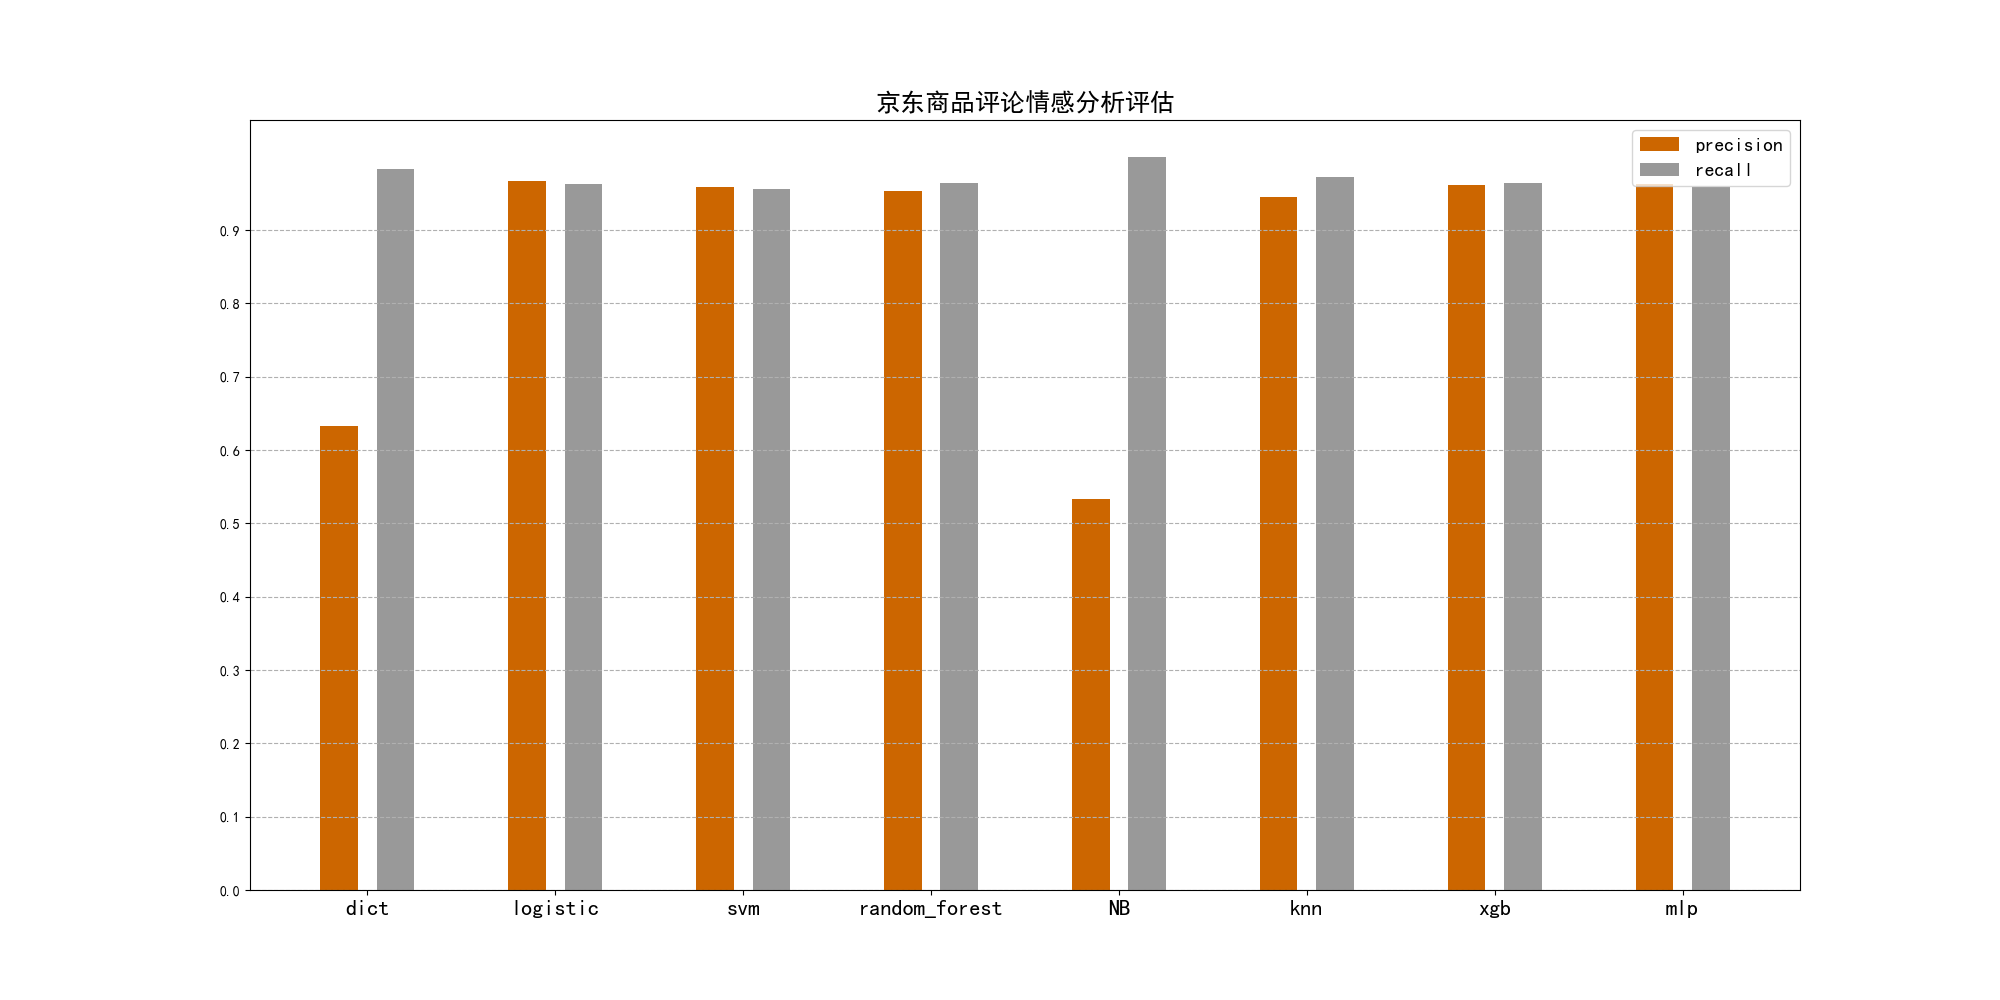 京东商品评论情感分析评估
precision
recall
0.9
0.8
0.7
0.6
0.5
0.4
0.3
0.2
0.1
0.0
dict logistic svm random_forest NB knn xgb mlp